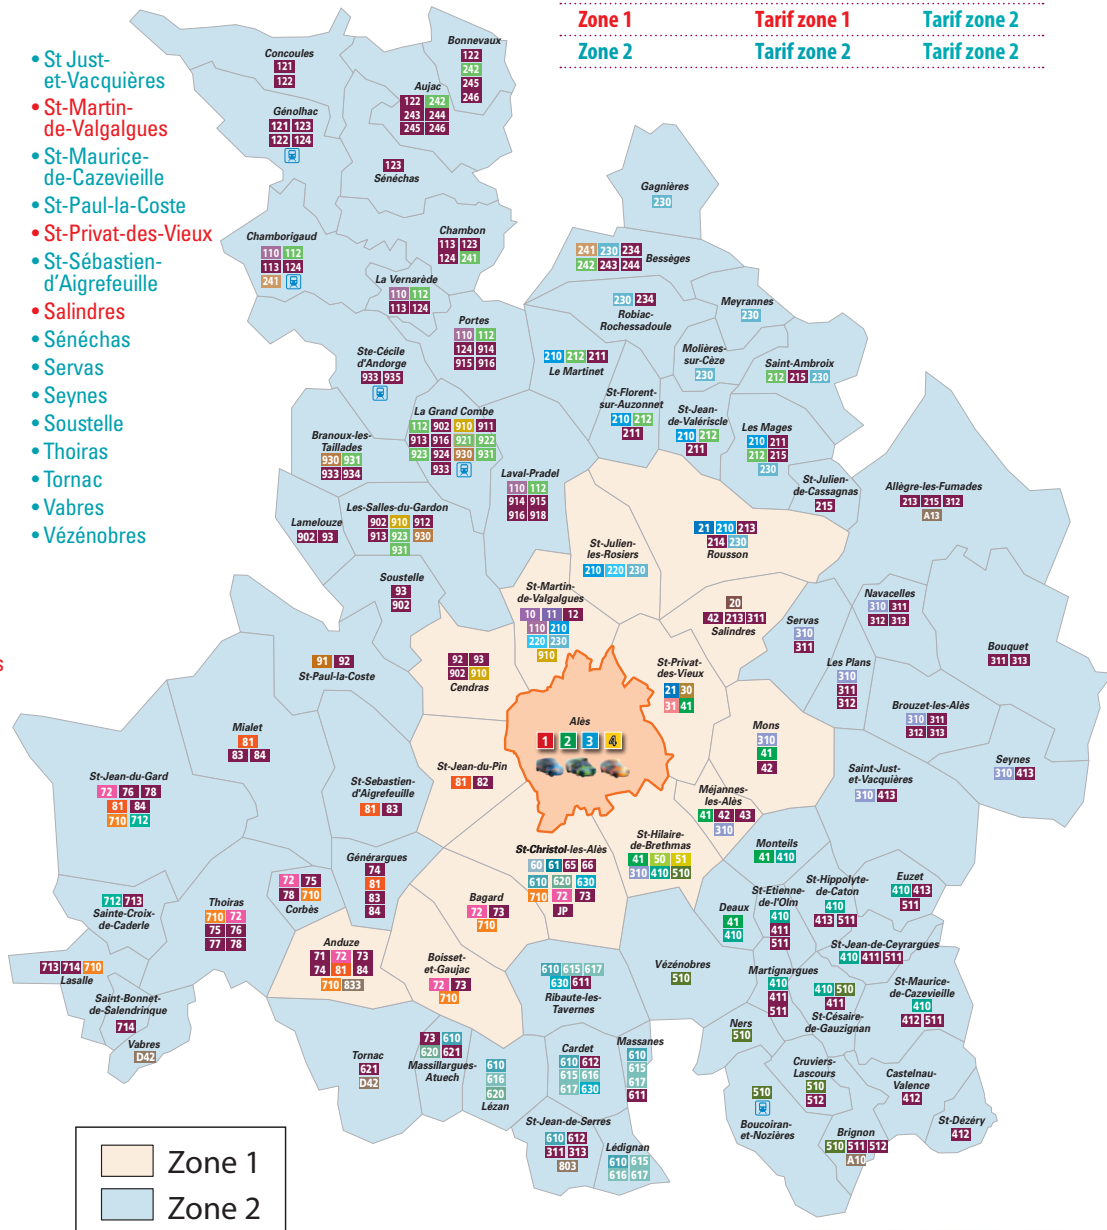 Zone 1 Tarif zone 1 Tarif zone 2
Zone 2 Tarif zone 2 Tarif zone 2
• St Just-
et-Vacquières
• St-Martin-
de-Valgalgues
• St-Maurice-
de-Cazevieille
• St-Paul-la-Coste
• St-Privat-des-Vieux
• St-Sébastien-
d'Aigrefeuille
• Salindres
• Sénéchas
• Servas
• Seynes
• Soustelle
• Thoiras
• Tornac
• Vabres
• Vézénobres
s
Concoules
121
122
Bonnevaux
122
242
245
246
Aujac
122 242
243 244
245 246
Génolhac
121 123
122 124
123
Sénéchas
Gagnières
230
Chamborigaud
110 112
113 124
241
Chambon
113 123
124 241
241 230 234
242 243 244
Bessèges
La Vernarède
110 112
113 124
230 234
Robiac-
Rochessadoule
Meyrannes
230
Portes
110 112
124 914
915 916
Ste-Cécile
d'Andorge
933 935
210 212 211
Le Martinet
Molières-
sur-Cèze
230
Saint-Ambroix
212 215 230
St-Florent-
sur-Auzonnet
210 212
211
St-Jean-
de-Valériscle
210 212
211
Les Mages
210 211
212 215
230
La Grand Combe
112 902 910 911
913 916 921 922
923 924 930 931
933
Branoux-les-
Taillades
930 931
933 934
Laval-Pradel
110 112
914 915
916 918
St-Julien-
de-Cassagnas
215
Allègre-les-Fumades
213 215 312
A13
Lamelouze
902 93
Les-Salles-du-Gardon
902 910 912
913 923 930
931
21 210 213
214 230
Rousson
St-Julien-
les-Rosiers
210 220 230
Soustelle
93
902
St-Martin-
de-Valgalgues
10 11 12
110 210
220 230
910
20
42 213 311
Salindres
Servas
310
311
Navacelles
310 311
312 313
Bouquet
311 313
91 92
St-Paul-la-Coste
92 93
902 910
Cendras
St-Privat-
des-Vieux
21 30
31 41
Les Plans
310
311
312
Brouzet-les-Alès
310 311
312 313
Mialet
81
83 84
Alès
1 2 3 4
Mons
310
41
42
Seynes
310 413
St-Jean-du-Gard
72 76 78
81 84
710 712
St-Sebastien-
d'Aigrefeuille
81 83
St-Jean-du-Pin
81 82
Saint-Just-
et-Vacquières
310 413
Méjannes-
les-Alès
41 42 43
310
St-Hilaire-
de-Brethmas
41 50 51
310 410 510
Monteils
41 410
St-Christol-les-Alès
60 61 65 66
610 620 630
710 72 73
JP
Générargues
74
81
83
84
72 75
78 710
Corbès
Bagard
72 73
710
712 713
Sainte-Croix-
de-Caderle
Thoiras
710 72
75 76
77 78
Deaux
41
410
St-Etienne-
de-l'Olm
410
411
511
St-Hippolyte-
de-Caton
410
413 511
Euzet
410 413
511
St-Jean-de-Ceyrargues
410 411 511
Anduze
71 72 73
74 81 84
710 833
Boisset-
et-Gaujac
72 73
710
713 714 710
Lasalle
610 615 617
630 611
Ribaute-les-
Tavernes
Vézénobres
510
Martignargues
410
411
511
410 510
411
St-Césaire-
de-Gauzignan
St-Maurice-
de-Cazevieille
410
412 511
Saint-Bonnet-
de-Salendrinque
714
Vabres
D42
Ners
510
Tornac
621
D42
73 610
620 621
Massillargues-
Atuech
610
616
620
Lézan
Cardet
610 612
615 616
617 630
Massanes
610
615
617
611
Cruviers-
Lascours
510
512
Castelnau-
Valence
412
510
Boucoiran-
et-Nozières
Brignon
510 511 512
A10
St-Dézéry
412
St-Jean-de-Serres
610 612
311 313
803
Lédignan
610 615
616 617
Zone 1
Zone 2